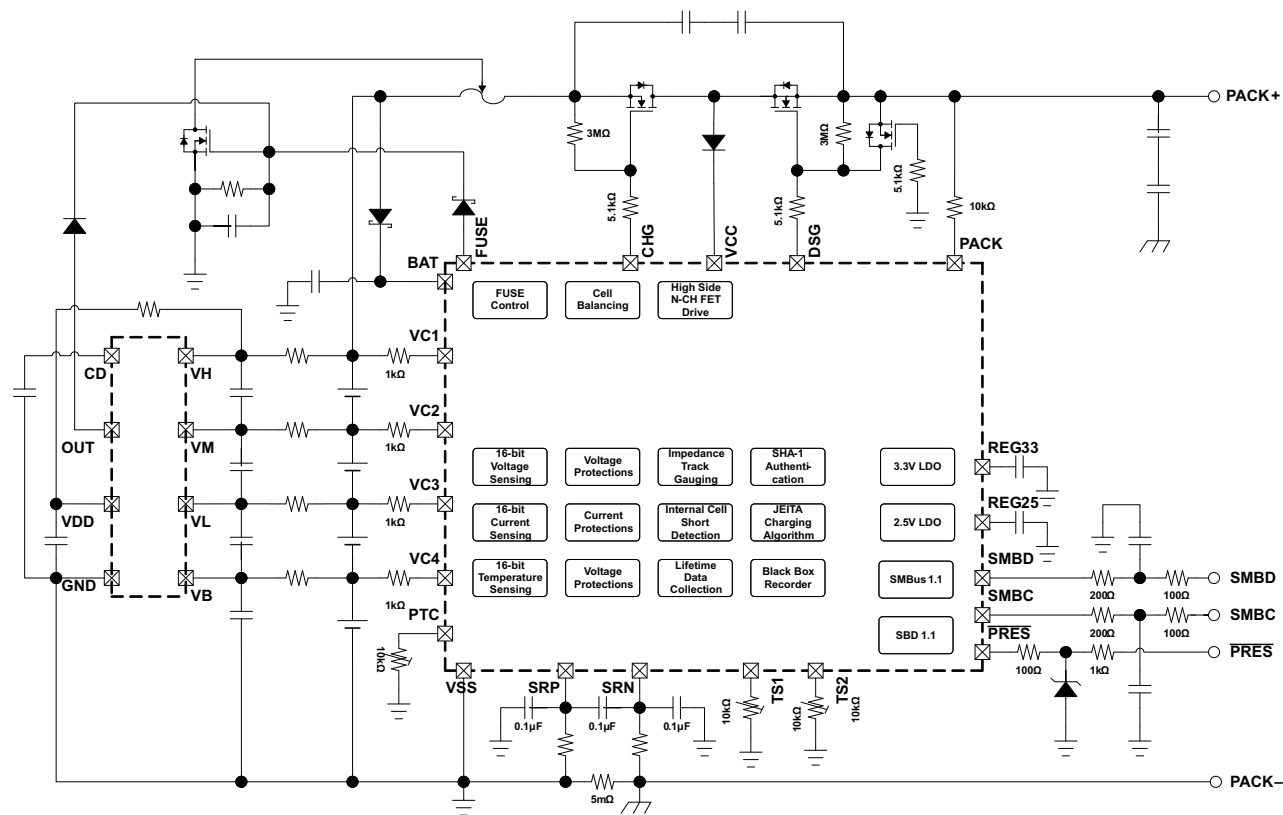 PACK+
3MΩ
3MΩ
5.1kΩ
5.1kΩ
5.1kΩ
10kΩ
FUSE
CHG
VCC
DSG
PACK
BAT
FUSE
Control
Cell
Balancing
High Side
N-CH FET
Drive
CD
VH
VC1
1kΩ
OUT
VM
VC2
1kΩ
VDD
VL
VC3
1kΩ
GND
VB
VC4
1kΩ
16-bit
Voltage
Sensing
Voltage
Protections
Impedance
Track
Gauging
SHA-1
Authenti-
cation
3.3V LDO
REG33
16-bit
Current
Sensing
Current
Protections
Internal Cell
Short
Detection
JEITA
Charging
Algorithm
2.5V LDO
REG25
16-bit
Temperature
Sensing
Voltage
Protections
Lifetime
Data
Collection
Black Box
Recorder
SMBus 1.1
SMBD
200Ω
100Ω
SMBD
SBD 1.1
SMBC
200Ω
100Ω
SMBC
PRES
100Ω
1kΩ
PRES
PTC
10kΩ
VSS
SRP
SRN
TS1
TS2
0.1µF
0.1µF
0.1µF
10kΩ
10kΩ
10kΩ
5mΩ
PACK–